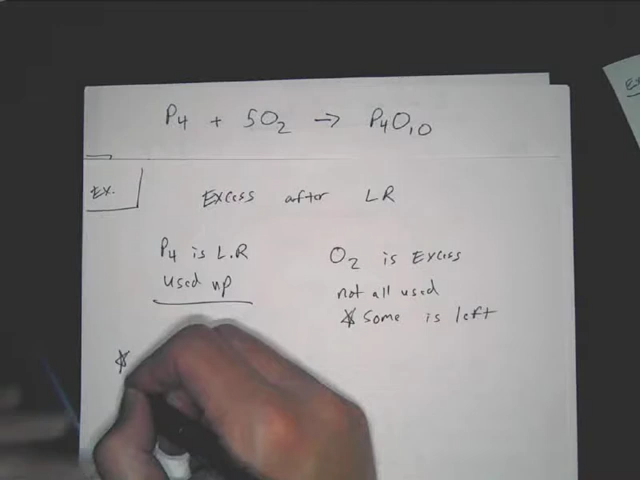 P4 + 5O2 → P4O10
Ex.
Excess after LR
P4 is L.R
used up
O2 is Excess
not all used
* Some is left
*